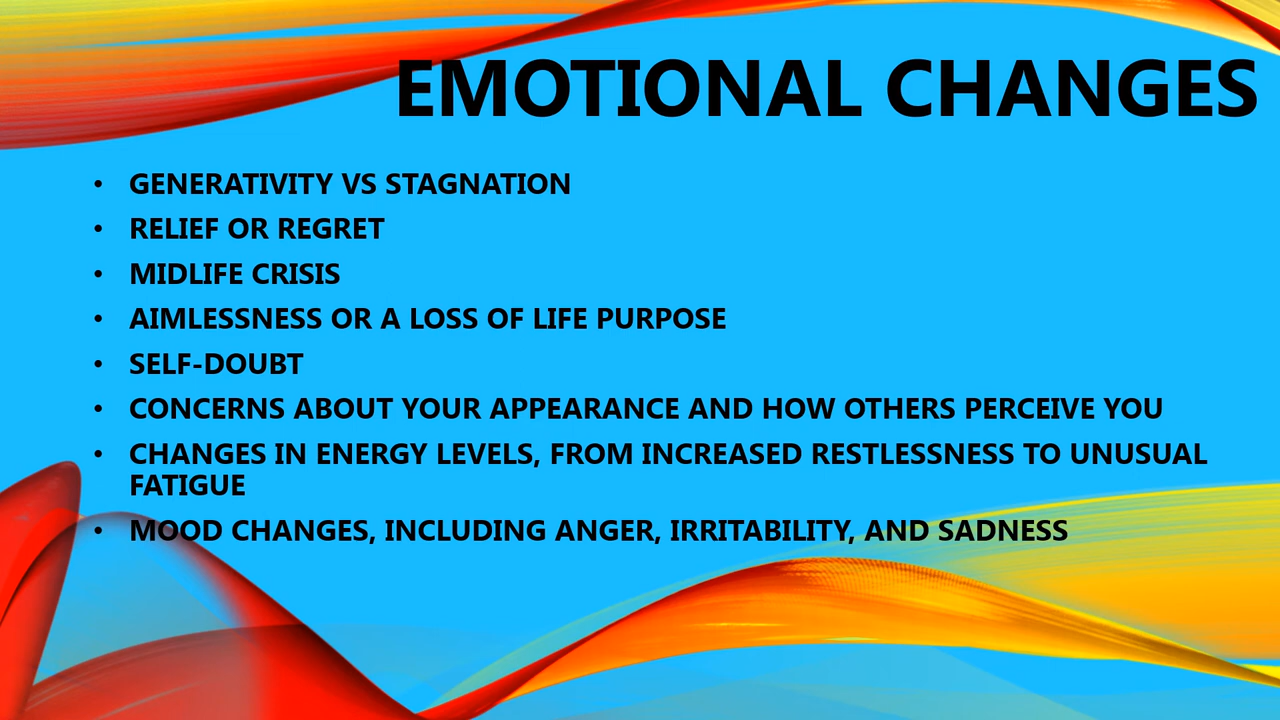 EMOTIONAL CHANGES
• GENERATIVITY VS STAGNATION
• RELIEF OR REGRET
• MIDLIFE CRISIS
• AIMLESSNESS OR A LOSS OF LIFE PURPOSE
• SELF-DOUBT
• CONCERNS ABOUT YOUR APPEARANCE AND HOW OTHERS PERCEIVE YOU
• CHANGES IN ENERGY LEVELS, FROM INCREASED RESTLESSNESS TO UNUSUAL
FATIGUE
• MOOD CHANGES, INCLUDING ANGER, IRRITABILITY, AND SADNESS